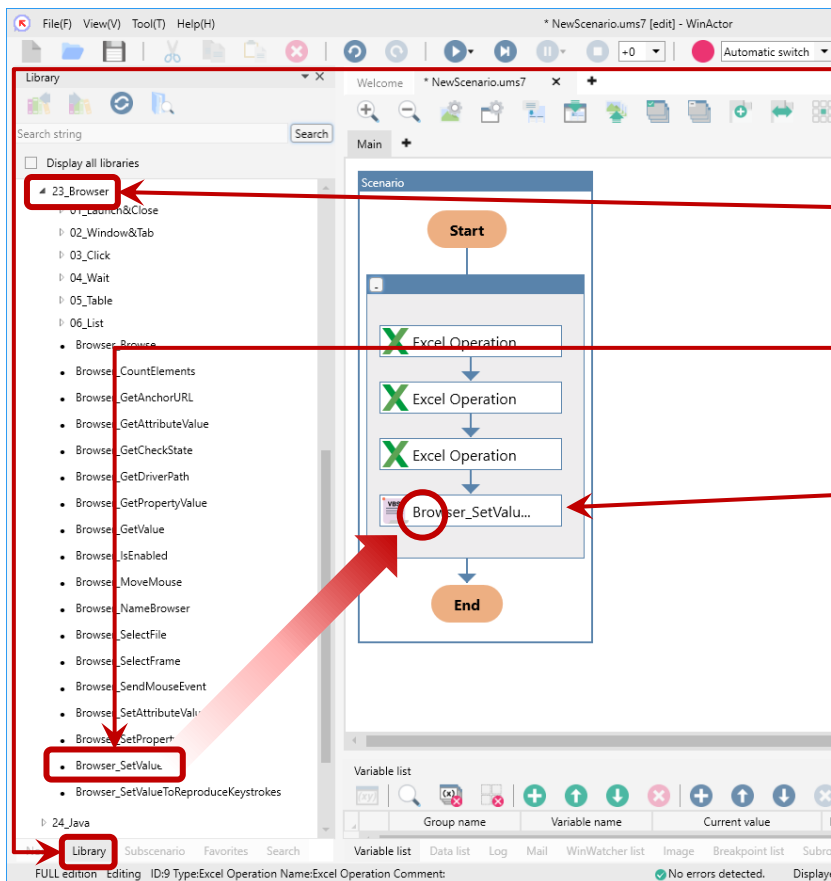 File(F) View(V) Tool(T) Help(H)
* NewScenario.ums7 [edit] - WinActor
+0
Automatic switch
Library
Search string
Search
Display all libraries
23_Browser
01_Launch&Close
02_Window&Tab
03_Click
04_Wait
05_Table
06_List
Browser_Browse
Browser_CountElements
Browser_GetAnchorURL
Browser_GetAttributeValue
Browser_GetCheckState
Browser_GetDriverPath
Browser_GetPropertyValue
Browser_GetValue
Browser_IsEnabled
Browser_MoveMouse
Browser_NameBrowser
Browser_SelectFile
Browser_SelectFrame
Browser_SendMouseEvent
Browser_SetAttributeValu
Browser_SetPropert
Browser_SetValue
Browser_SetValueToReproduceKeystrokes
24_Java
Library Subscenario Favorites Search
Welcome * NewScenario.ums7
Main
Scenario
Start
Excel Operation
Excel Operation
Excel Operation
VBS
Browser_SetValu...
End
Variable list
Group name Variable name Current value
Variable list Data list Log Mail WinWatcher list Image Breakpoint list Subro
FULL edition Editing ID:9 Type:Excel Operation Name:Excel Operation Comment:
No errors detected. Displaye